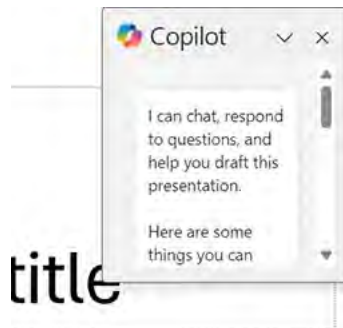 Copilot
I can chat, respond
to questions, and
help you draft this
presentation.
Here are some
things you can
title